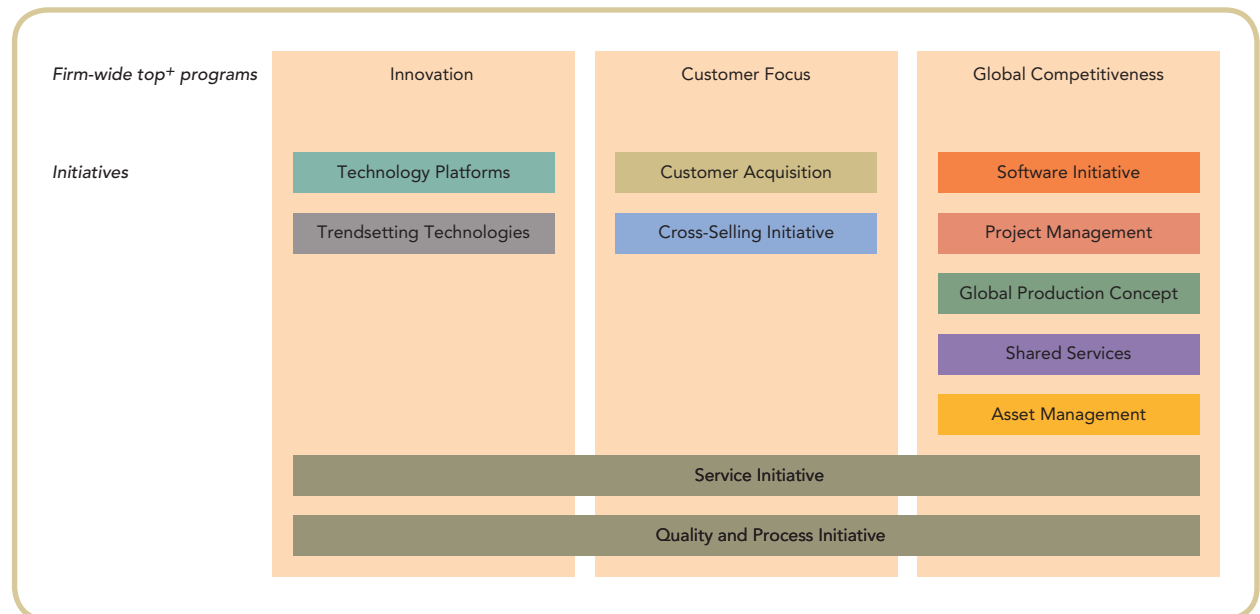 Firm-wide top+ programs
Innovation
Customer Focus
Global Competitiveness
Initiatives
Technology Platforms
Customer Acquisition
Software Initiative
Trendsetting Technologies
Cross-Selling Initiative
Project Management
Global Production Concept
Shared Services
Asset Management
Service Initiative
Quality and Process Initiative